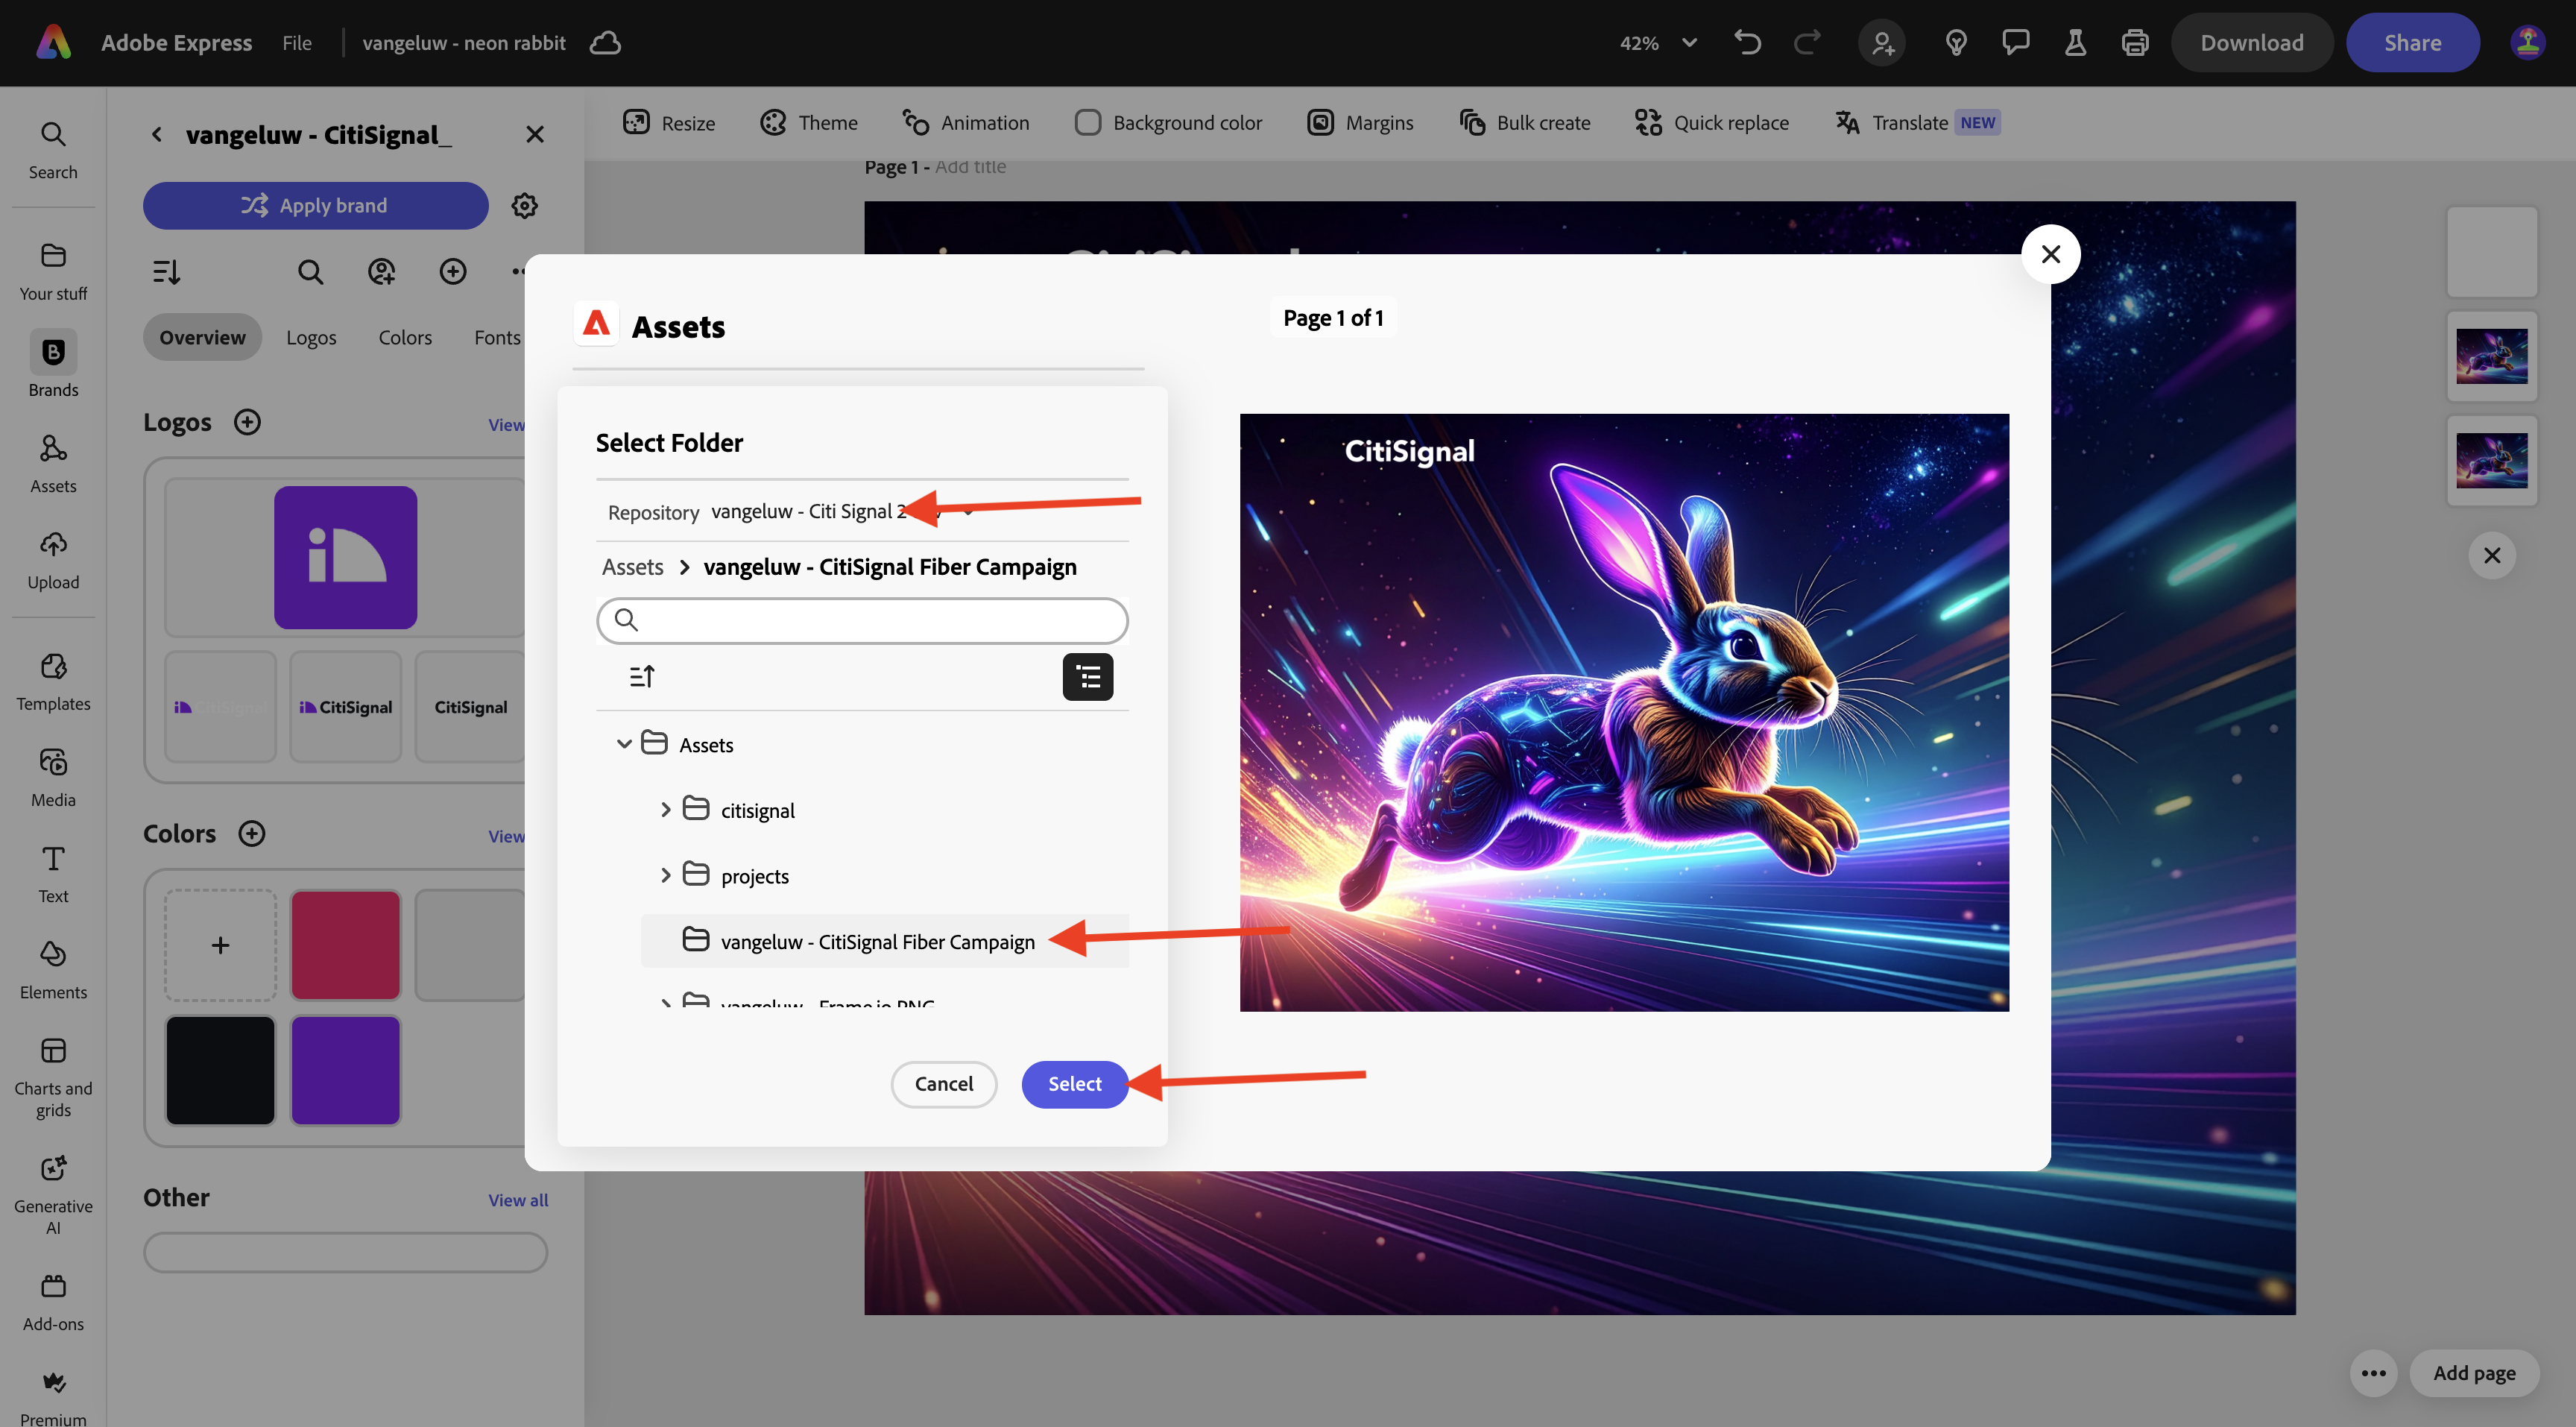 Adobe Express File vangeluw - neon rabbit 42% Download Share
Search
Your stuff
Brands
Assets
Upload
Templates
Media
Text
Elements
Charts and
grids
Generative
AI
Add-ons
Premium
vangeluw - CitiSignal_
Apply brand
Overview Logos Colors Fonts
Logos View
CitiSignal CitiSignal CitiSignal
Colors View
Other View all
Resize Theme Animation Background color Margins Bulk create Quick replace Translate NEW
Page 1 - Add title
Assets
Select Folder
Repository vangeluw - Citi Signal
Assets > vangeluw - CitiSignal Fiber Campaign
Assets
citisignal
projects
vangeluw - CitiSignal Fiber Campaign
vangeluw - Frame.io PNG
Cancel Select
Page 1 of 1
CitiSignal
Add page